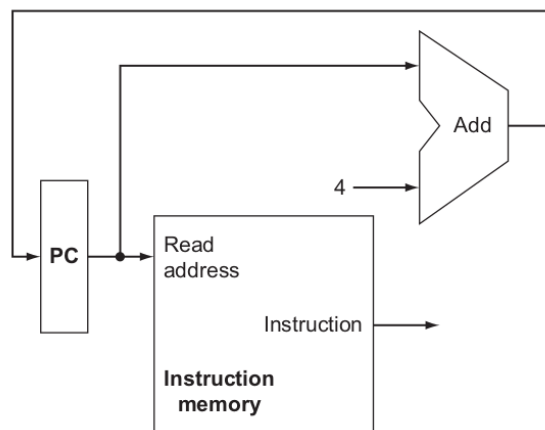 Add
4
PC
Read
address
Instruction
Instruction
memory